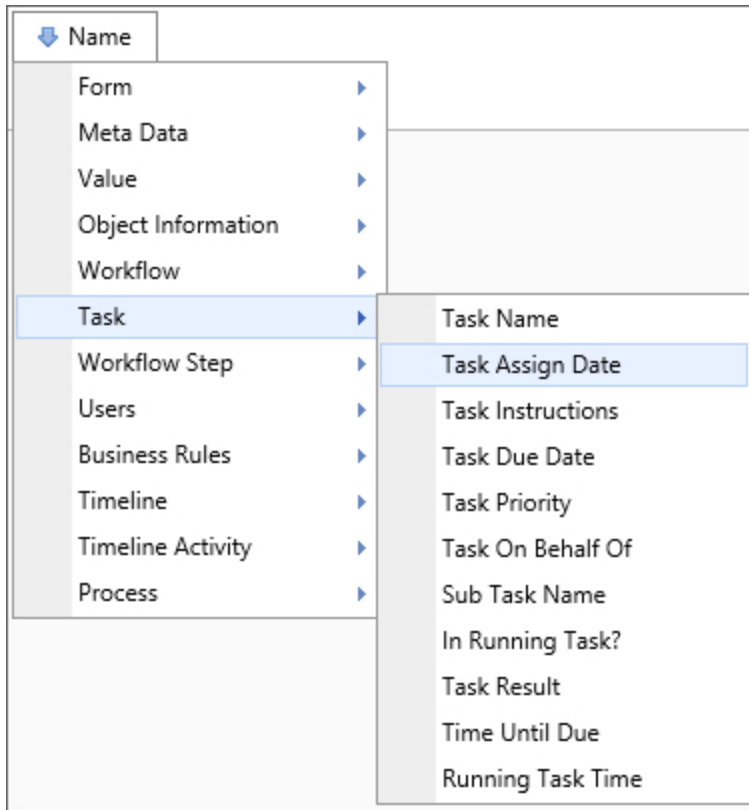 Name
Form
Meta Data
Value
Object Information
Workflow
Task
Workflow Step
Users
Business Rules
Timeline
Timeline Activity
Process
Task Name
Task Assign Date
Task Instructions
Task Due Date
Task Priority
Task On Behalf Of
Sub Task Name
In Running Task?
Task Result
Time Until Due
Running Task Time